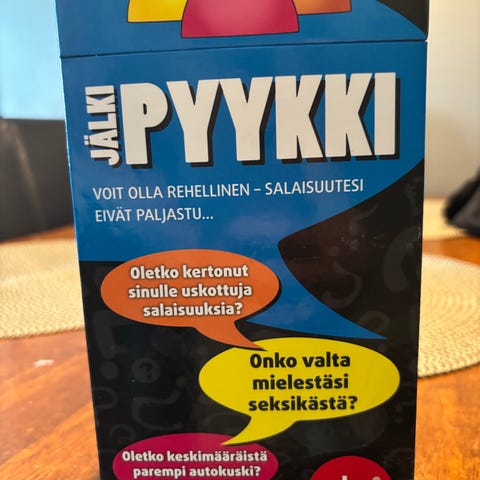 JÄLKI
PYYKKI
VOIT OLLA REHELLINEN – SALAISUUTESI
EIVÄT PALJASTU...
Oletko kertonut
sinulle uskottuja
salaisuuksia?
Onko valta
mielestäsi
seksikästä?
Oletko keskimääräistä
parempi autokuski?